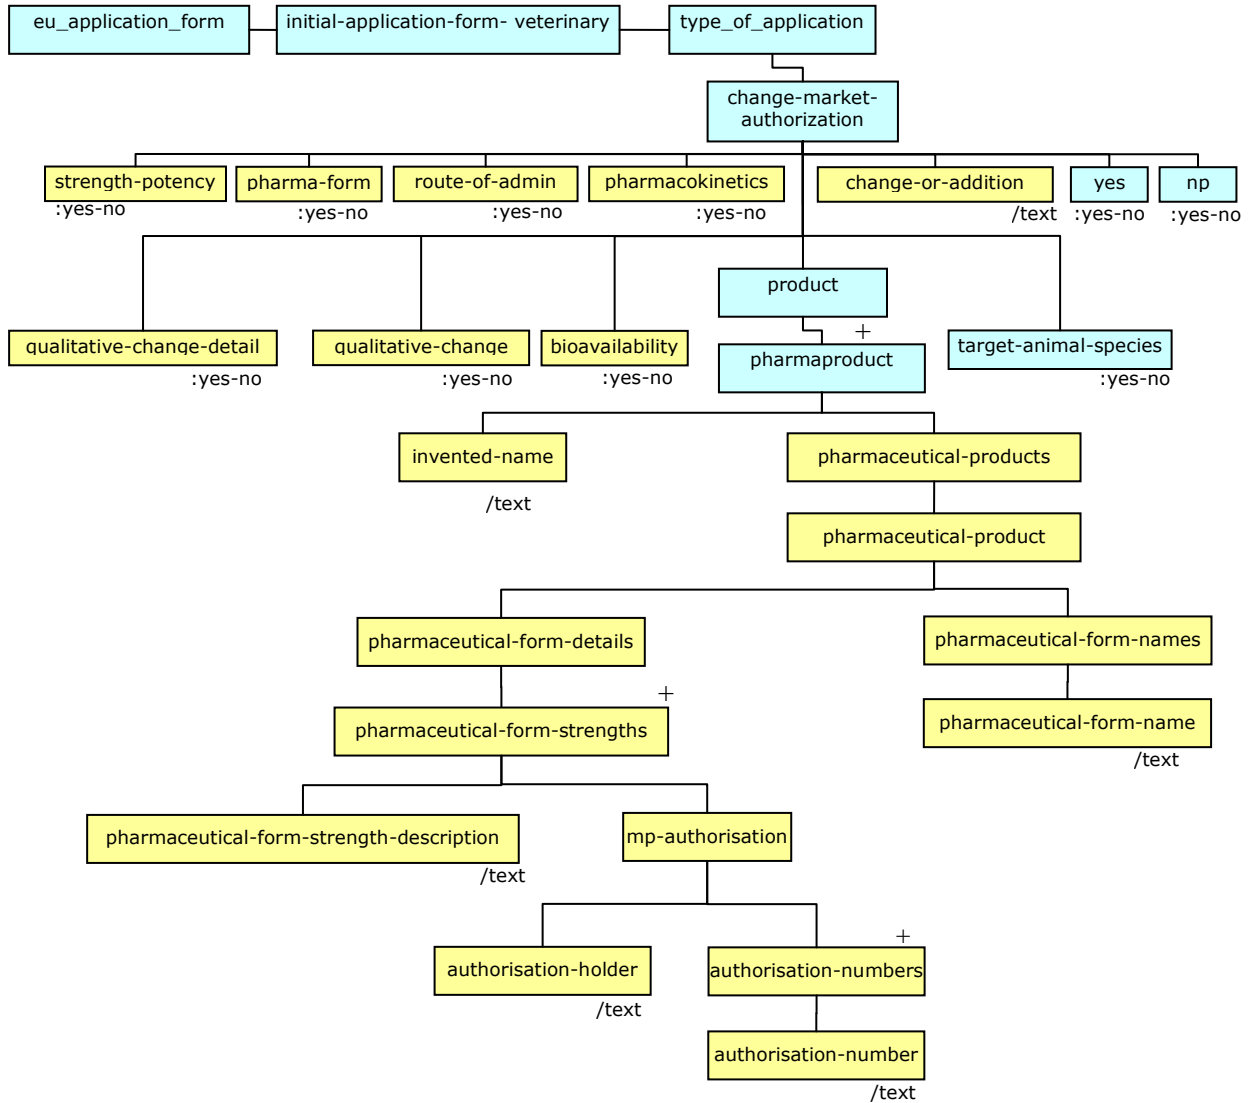 eu_application_form
initial-application-form- veterinary
type_of_application
change-market-
authorization
strength-potency
pharma-form
route-of-admin
pharmacokinetics
change-or-addition
yes
np
:yes-no
:yes-no
:yes-no
:yes-no
/text
:yes-no
:yes-no
product
+
qualitative-change-detail
qualitative-change
bioavailability
pharmaproduct
target-animal-species
:yes-no
:yes-no
:yes-no
:yes-no
invented-name
pharmaceutical-products
/text
pharmaceutical-product
pharmaceutical-form-details
pharmaceutical-form-names
+
pharmaceutical-form-strengths
pharmaceutical-form-name
/text
pharmaceutical-form-strength-description
mp-authorisation
/text
+
authorisation-holder
authorisation-numbers
/text
authorisation-number
/text